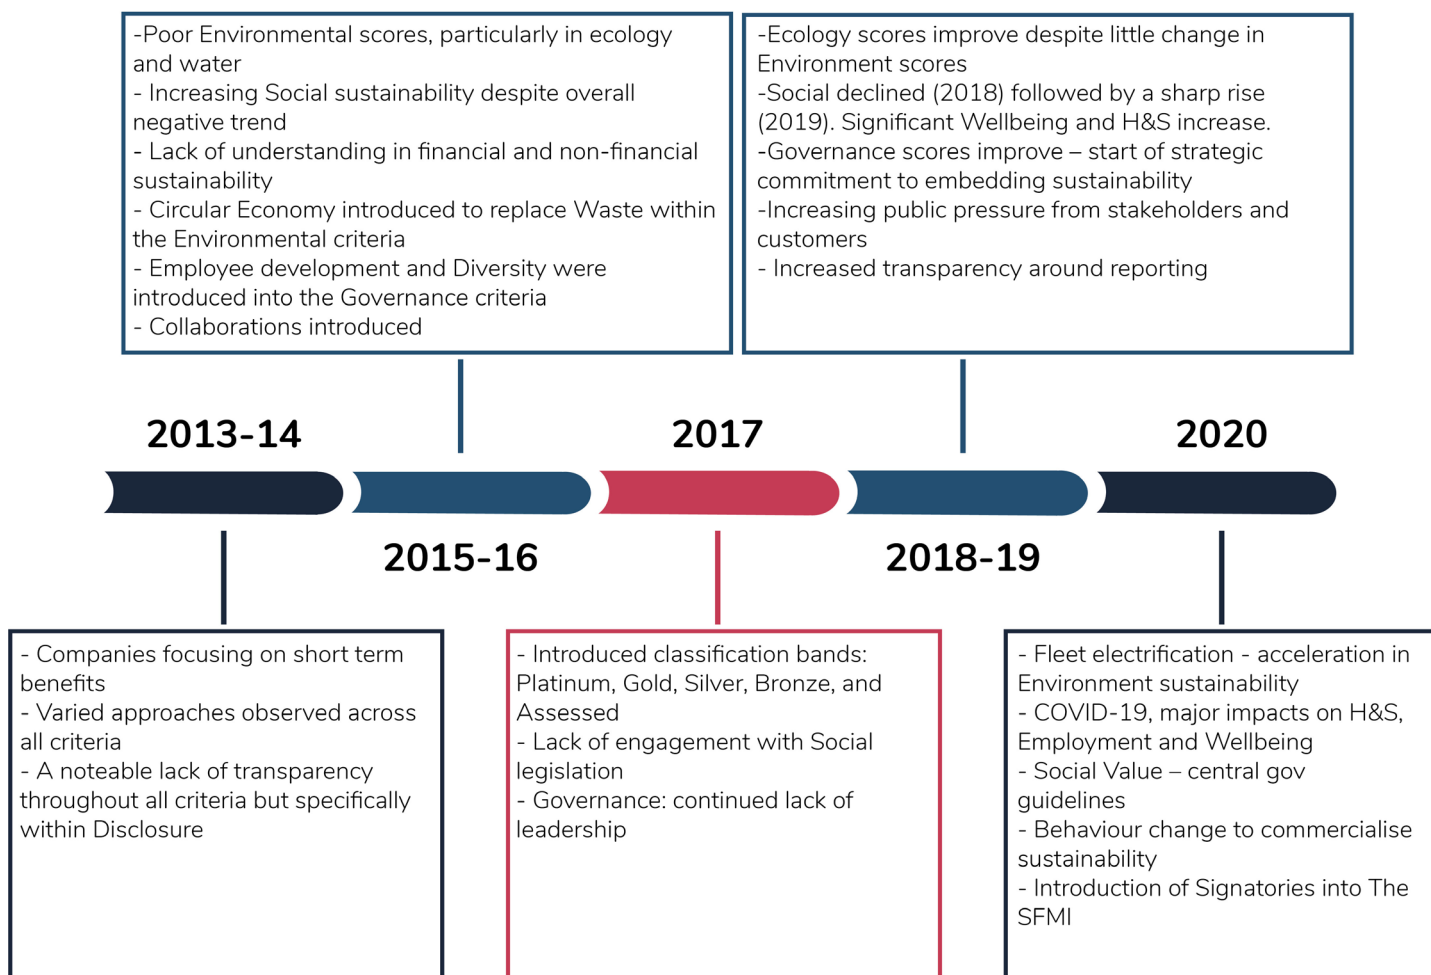 -Poor Environmental scores, particularly in ecology
and water
- Increasing Social sustainability despite overall
negative trend
- Lack of understanding in financial and non-financial
sustainability
- Circular Economy introduced to replace Waste within
the Environmental criteria
- Employee development and Diversity were
introduced into the Governance criteria
- Collaborations introduced
-Ecology scores improve despite little change in
Environment scores
-Social declined (2018) followed by a sharp rise
(2019). Significant Wellbeing and H&S increase.
-Governance scores improve – start of strategic
commitment to embedding sustainability
-Increasing public pressure from stakeholders and
customers
- Increased transparency around reporting
2013-14
2017
2020
2015-16
2018-19
- Companies focusing on short term
benefits
- Varied approaches observed across
all criteria
- A noteable lack of transparency
throughout all criteria but specifically
within Disclosure
- Introduced classification bands:
Platinum, Gold, Silver, Bronze, and
Assessed
- Lack of engagement with Social
legislation
- Governance: continued lack of
leadership
- Fleet electrification - acceleration in
Environment sustainability
- COVID-19, major impacts on H&S,
Employment and Wellbeing
- Social Value – central gov
guidelines
- Behaviour change to commercialise
sustainability
- Introduction of Signatories into The
SFMI